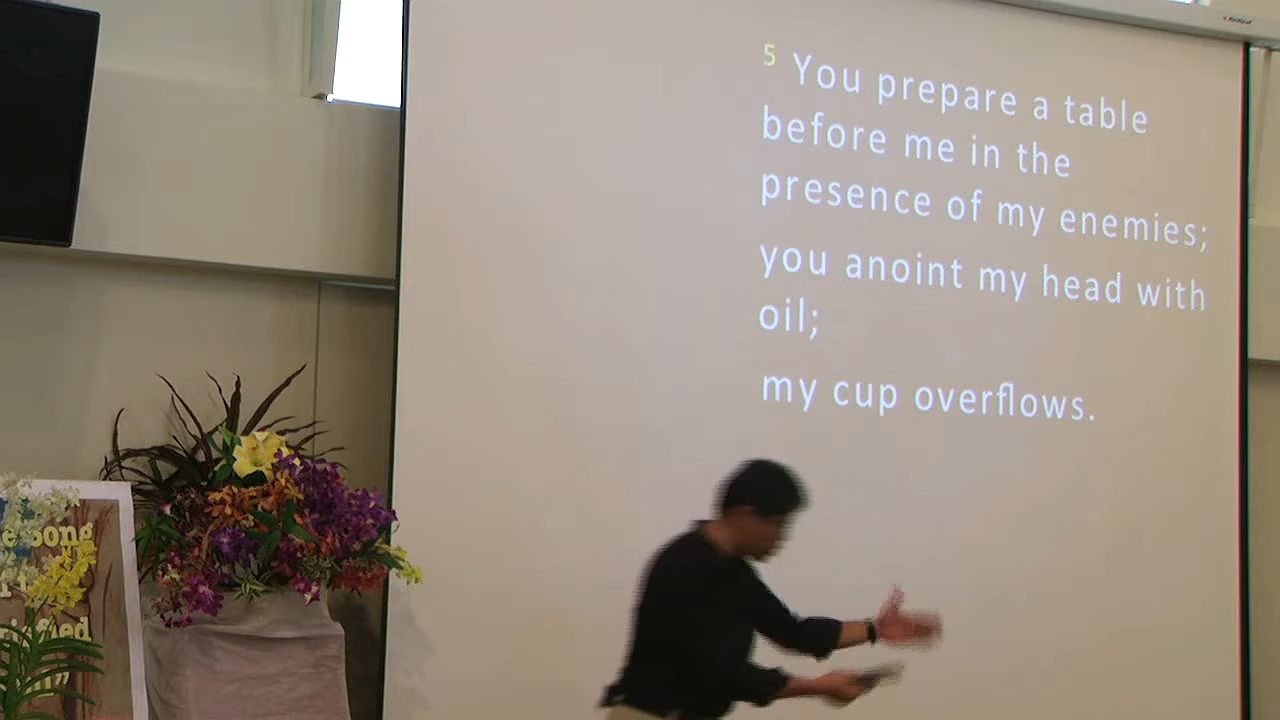 5 You prepare a table
before me in the
presence of my enemies;
you anoint my head with
oil;
my cup overflows.
e Song